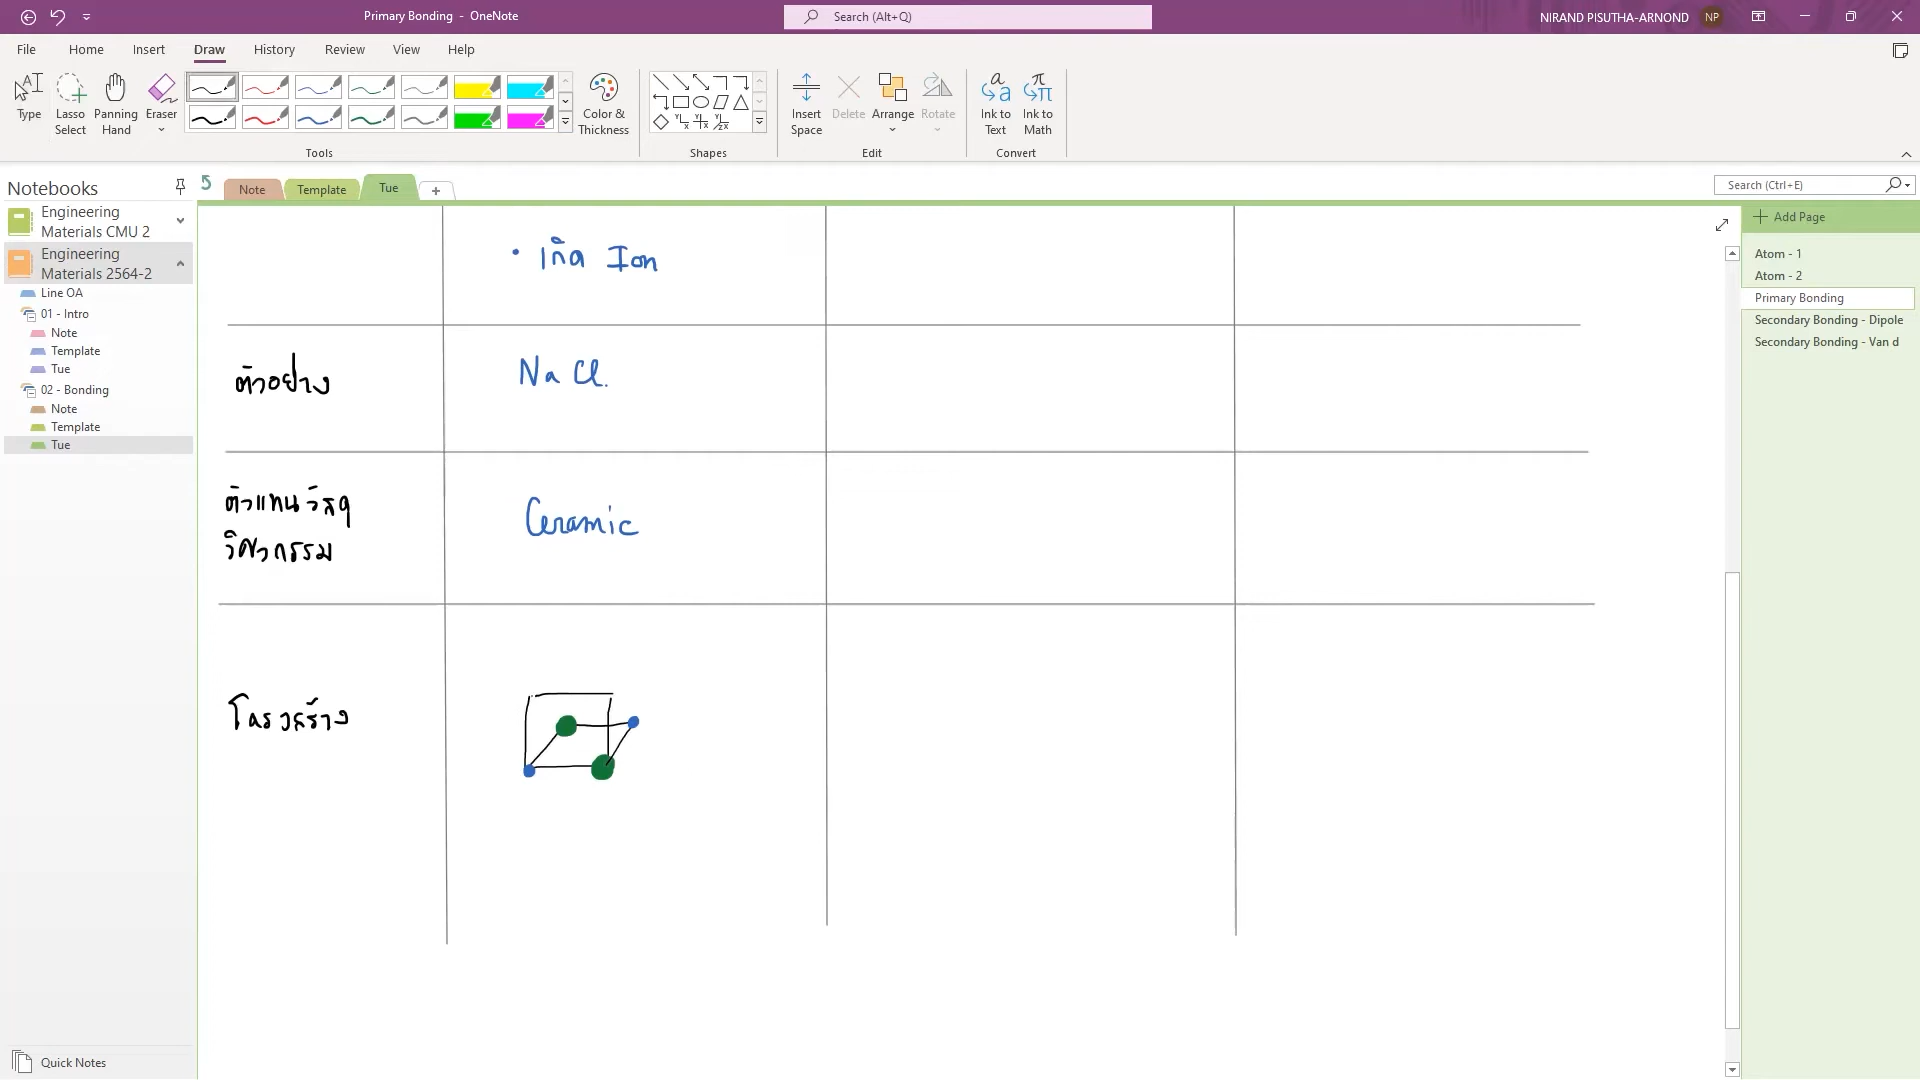 Primary Bonding - OneNote
Search (Alt+Q)
NIRAND PISUTHA-ARNOND
NP
File
Home
Insert
Draw
History
Review
View
Help
Type
Lasso Select
Panning Hand
Eraser
Color & Thickness
Insert Space
Delete
Arrange
Rotate
Ink to Text
Ink to Math
Tools
Shapes
Edit
Convert
Notebooks
Note
Template
Tue
Search (Ctrl+E)
Engineering
Materials CMU 2
Engineering
Materials 2564-2
Line OA
01 - Intro
Note
Template
Tue
02 - Bonding
Note
Template
Tue
Quick Notes
• เกิด Ion
ตัวอย่าง
NaCl.
ตัวแทนวัสดุ
วิศวกรรม
Ceramic
โครงสร้าง
Add Page
Atom - 1
Atom - 2
Primary Bonding
Secondary Bonding - Dipole
Secondary Bonding - Van d